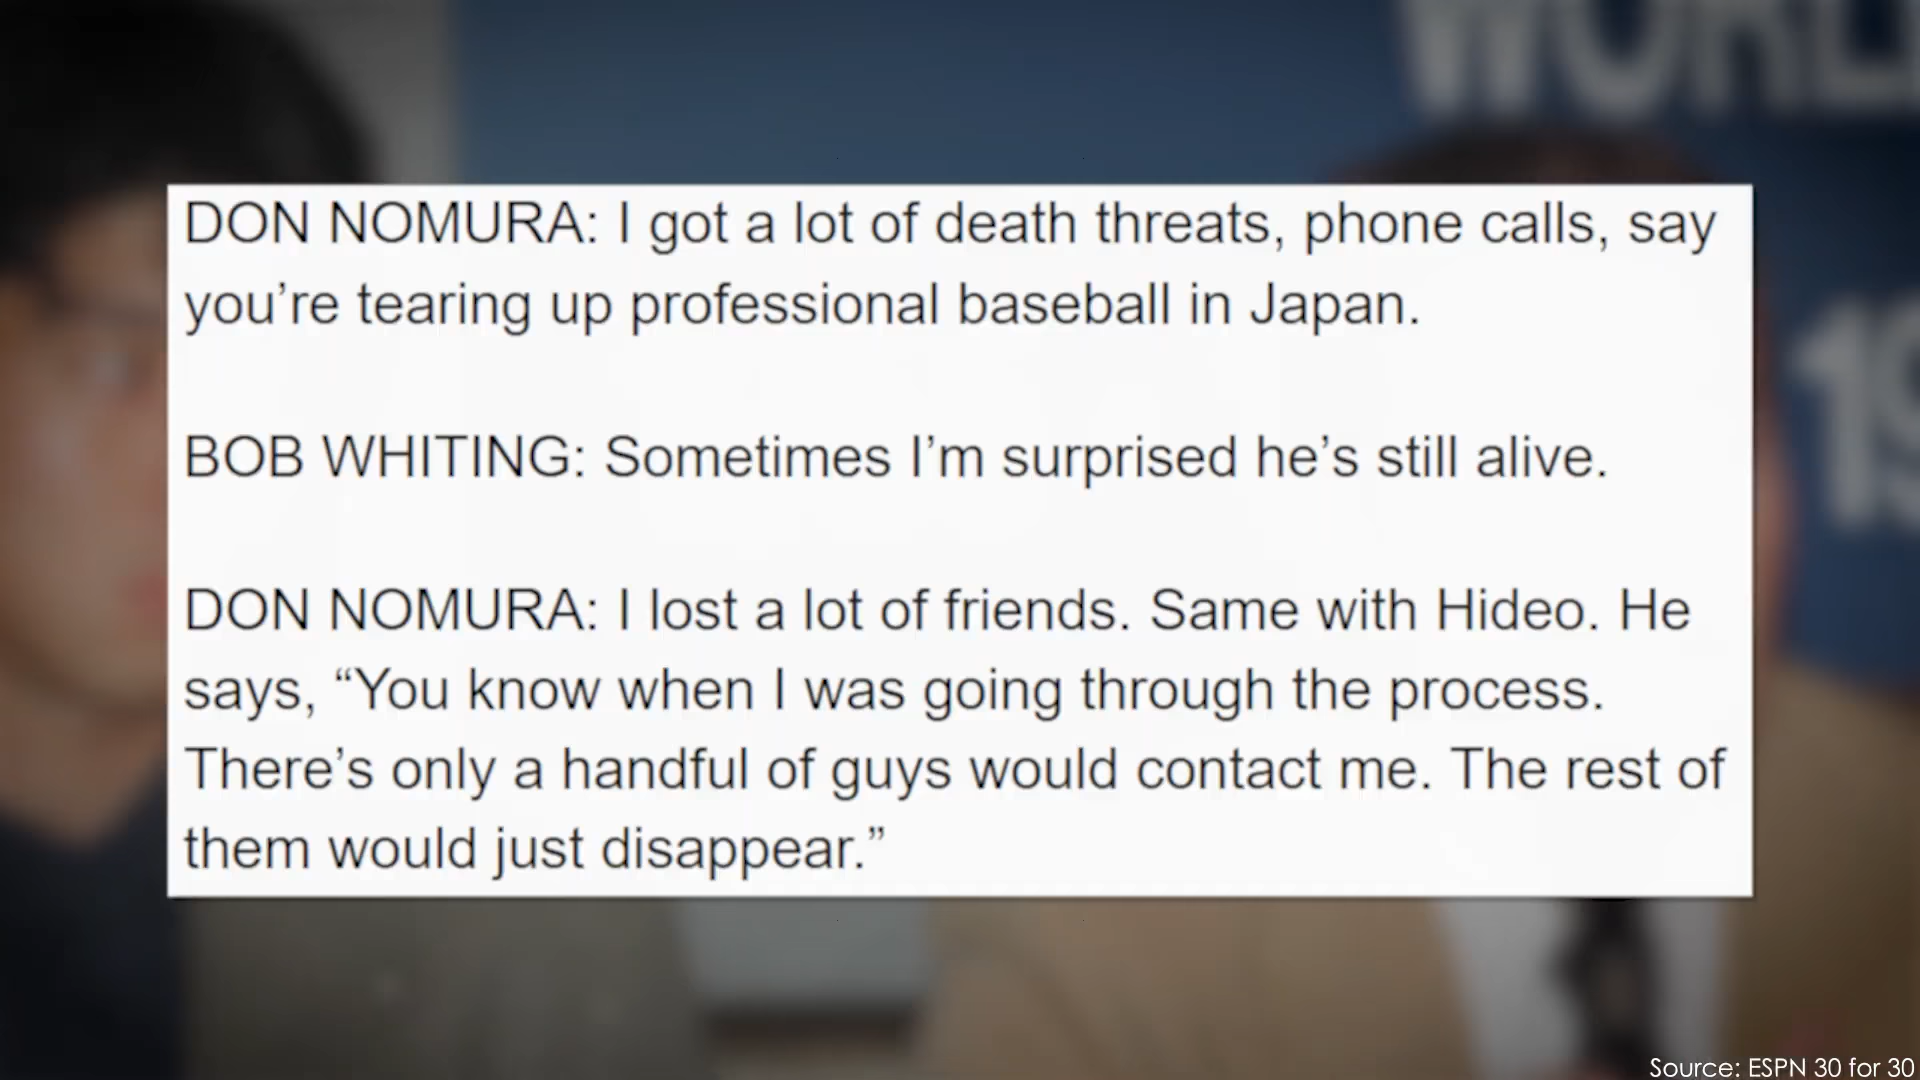 WORL
19
DON NOMURA: I got a lot of death threats, phone calls, say
you’re tearing up professional baseball in Japan.
BOB WHITING: Sometimes I’m surprised he’s still alive.
DON NOMURA: I lost a lot of friends. Same with Hideo. He
says, “You know when I was going through the process.
There’s only a handful of guys would contact me. The rest of
them would just disappear.”
Source: ESPN 30 for 30